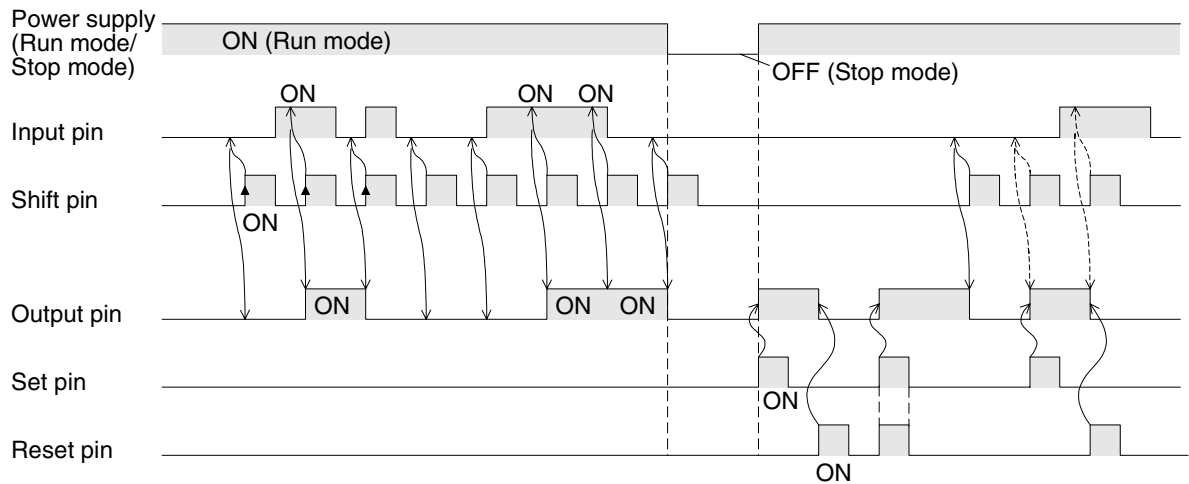 Power supply
(Run mode/
Stop mode)
ON (Run mode)
OFF (Stop mode)
ON
ON
ON
Input pin
Shift pin
ON
Output pin
ON
ON
ON
Set pin
ON
Reset pin
ON